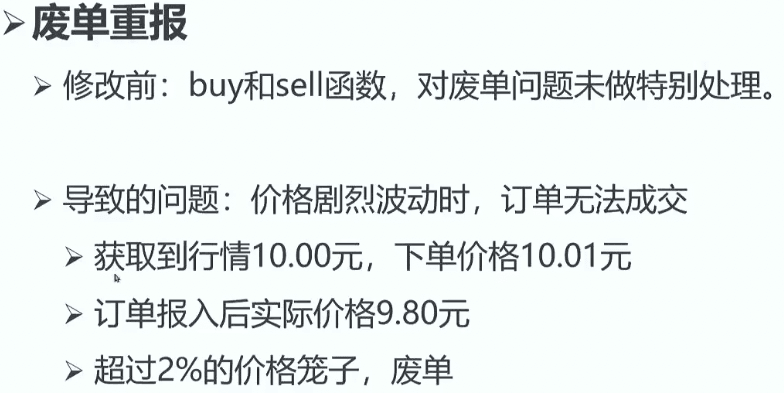 废单重报
修改前：buy和sell函数，对废单问题未做特别处理。
导致的问题：价格剧烈波动时，订单无法成交
获取到行情10.00元，下单价格10.01元
订单报入后实际价格9.80元
超过2%的价格笼子，废单